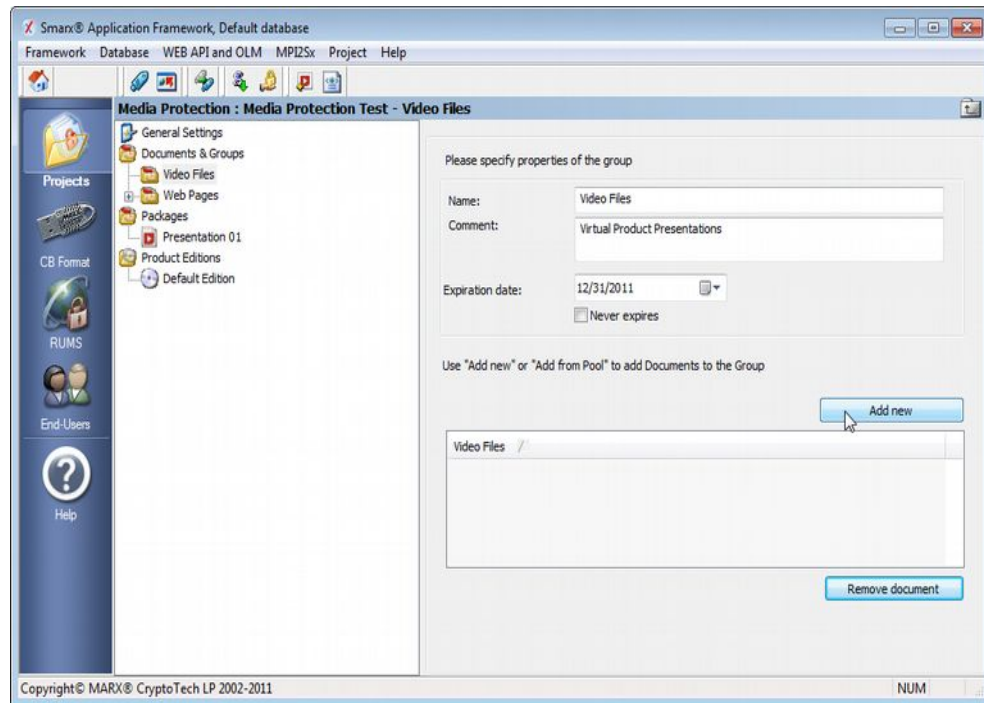 Smarx® Application Framework, Default database
Framework Database WEB API and OLM MPI2Sx Project Help
Media Protection : Media Protection Test - Video Files
Projects
CB Format
RUMS
End-Users
Help
General Settings
Documents & Groups
Video Files
Web Pages
Packages
Presentation 01
Product Editions
Default Edition
Please specify properties of the group
Name: Video Files
Comment: Virtual Product Presentations
Expiration date: 12/31/2011
Never expires
Use "Add new" or "Add from Pool" to add Documents to the Group
Add new
Video Files
Remove document
Copyright© MARX® CryptoTech LP 2002-2011 NUM